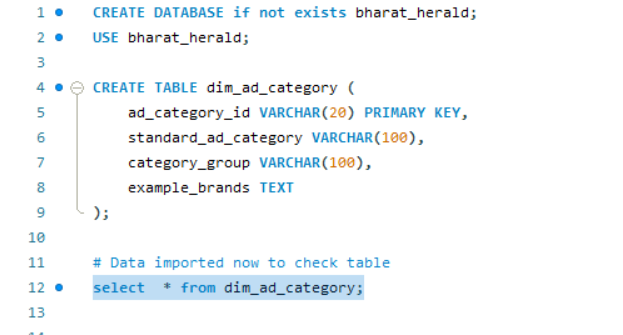 1 CREATE DATABASE if not exists bharat_herald;
2 USE bharat_herald;
3
4 CREATE TABLE dim_ad_category (
5 ad_category_id VARCHAR(20) PRIMARY KEY,
6 standard_ad_category VARCHAR(100),
7 category_group VARCHAR(100),
8 example_brands TEXT
9 );
10
11 # Data imported now to check table
12 select  * from dim_ad_category;
13